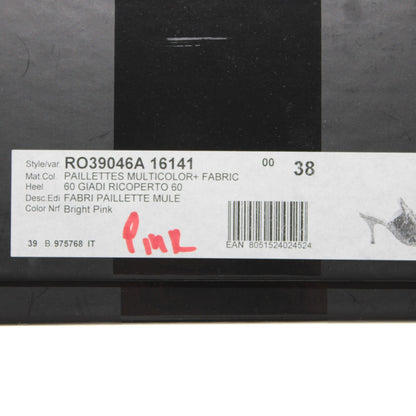 Style/var. RO39046A 16141 00 38
Mat.Col PAILLETTES MULTICOLOR+ FABRIC
Heel 60 GIADI RICOPERTO 60
Desc.Edi FABRI PAILLETTE MULE
Color Nrf Bright Pink
39 B. 975768 IT
PINK
EAN 8051524024524